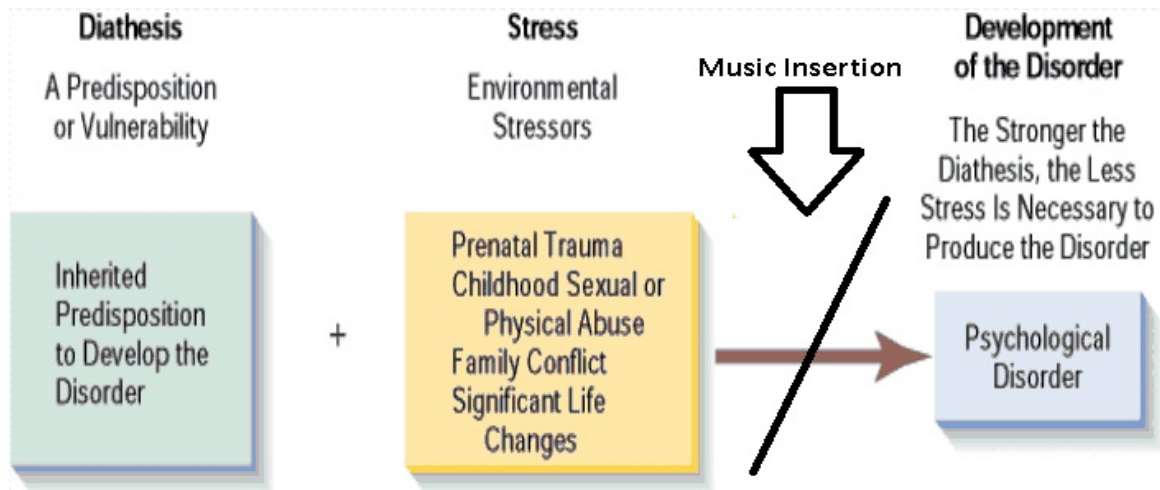 Diathesis
A Predisposition
or Vulnerability
Inherited
Predisposition
to Develop the
Disorder
+
Stress
Environmental
Stressors
Prenatal Trauma
Childhood Sexual or
Physical Abuse
Family Conflict
Significant Life
Changes
Music Insertion
Development
of the Disorder
The Stronger the
Diathesis, the Less
Stress Is Necessary to
Produce the Disorder
Psychological
Disorder